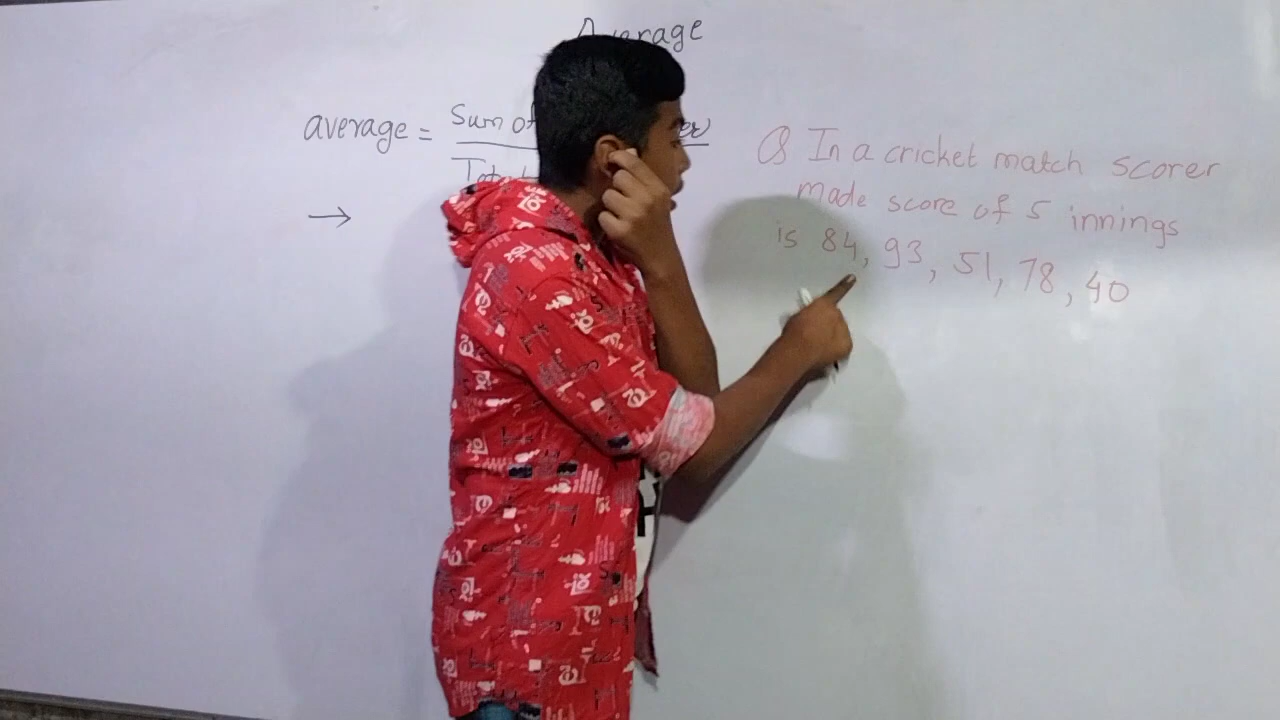 Average
average = Sum of
Total
→
Q In a cricket match scorer
made score of 5 innings
is 84, 93, 51, 78, 40